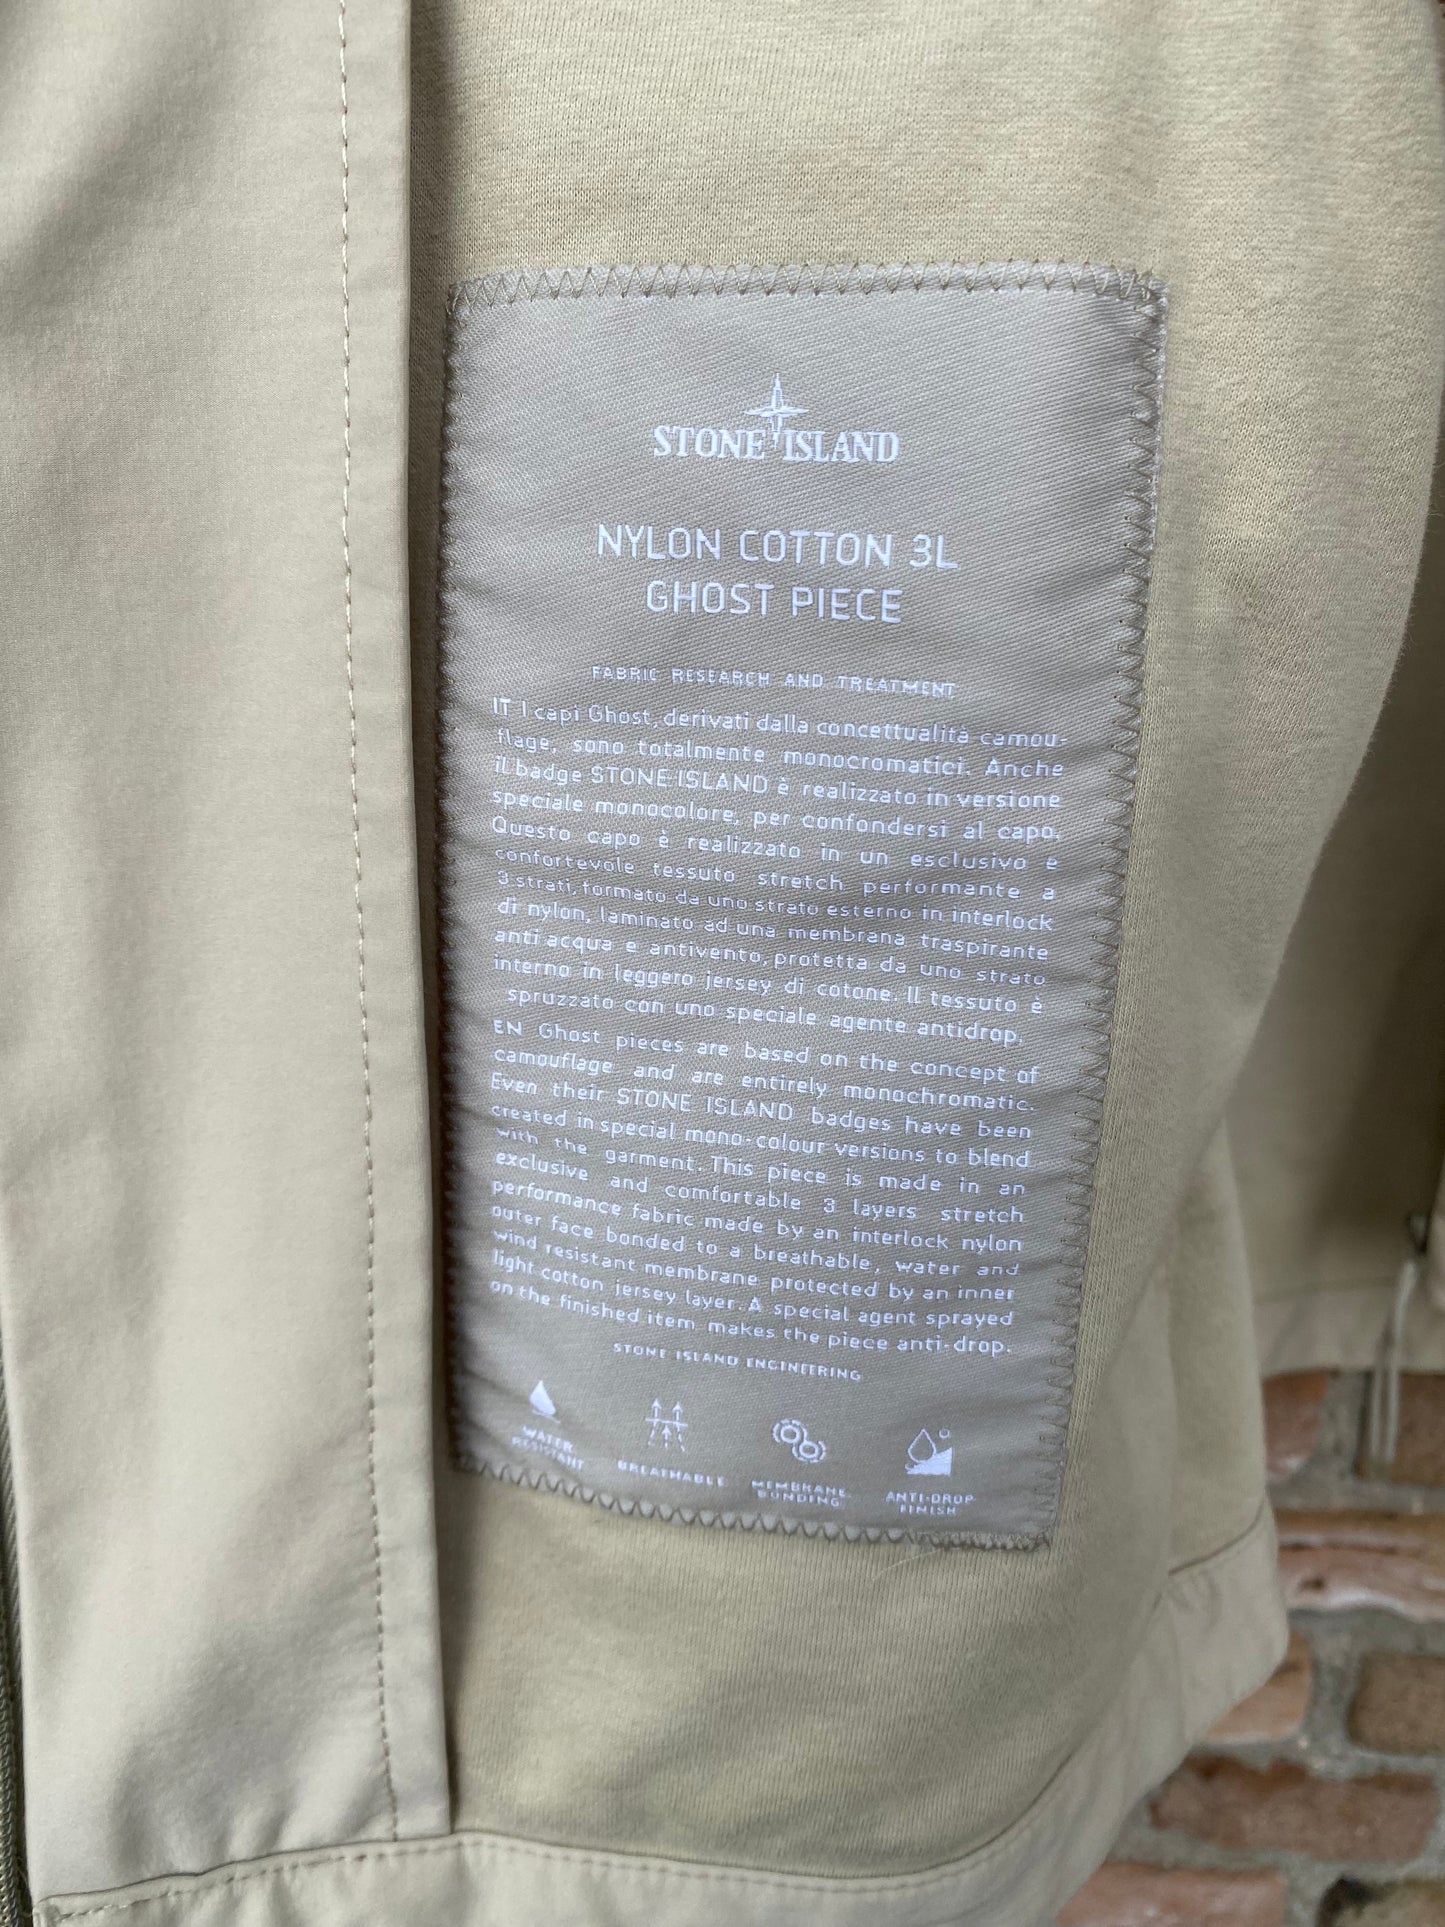 STONE ISLAND
NYLON COTTON 3L
GHOST PIECE
FABRIC RESEARCH AND TREATMENT
IT I capi Ghost, derivati dalla concettualità camou-
flage, sono totalmente monocromatici. Anche
il badge STONE ISLAND è realizzato in versione
speciale monocolore, per confondersi al capo.
Questo capo è realizzato in un esclusivo e
confortevole tessuto stretch performante a
3 strati, formato da uno strato esterno in interlock
di nylon, laminato ad una membrana traspirante
anti acqua e antivento, protetta da uno strato
interno in leggero jersey di cotone. Il tessuto è
spruzzato con uno speciale agente antidrop.
EN Ghost pieces are based on the concept of
camouflage and are entirely monochromatic.
Even their STONE ISLAND badges have been
created in special mono-colour versions to blend
with the garment. This piece is made in an
exclusive and comfortable 3 layers stretch
performance fabric made by an interlock nylon
outer face bonded to a breathable, water and
wind resistant membrane protected by an inner
light cotton jersey layer. A special agent sprayed
on the finished item makes the piece anti-drop.
STONE ISLAND ENGINEERING
WATER
RESISTANT
BREATHABLE
MEMBRANE
BONDING
ANTI-DROP
FINISH